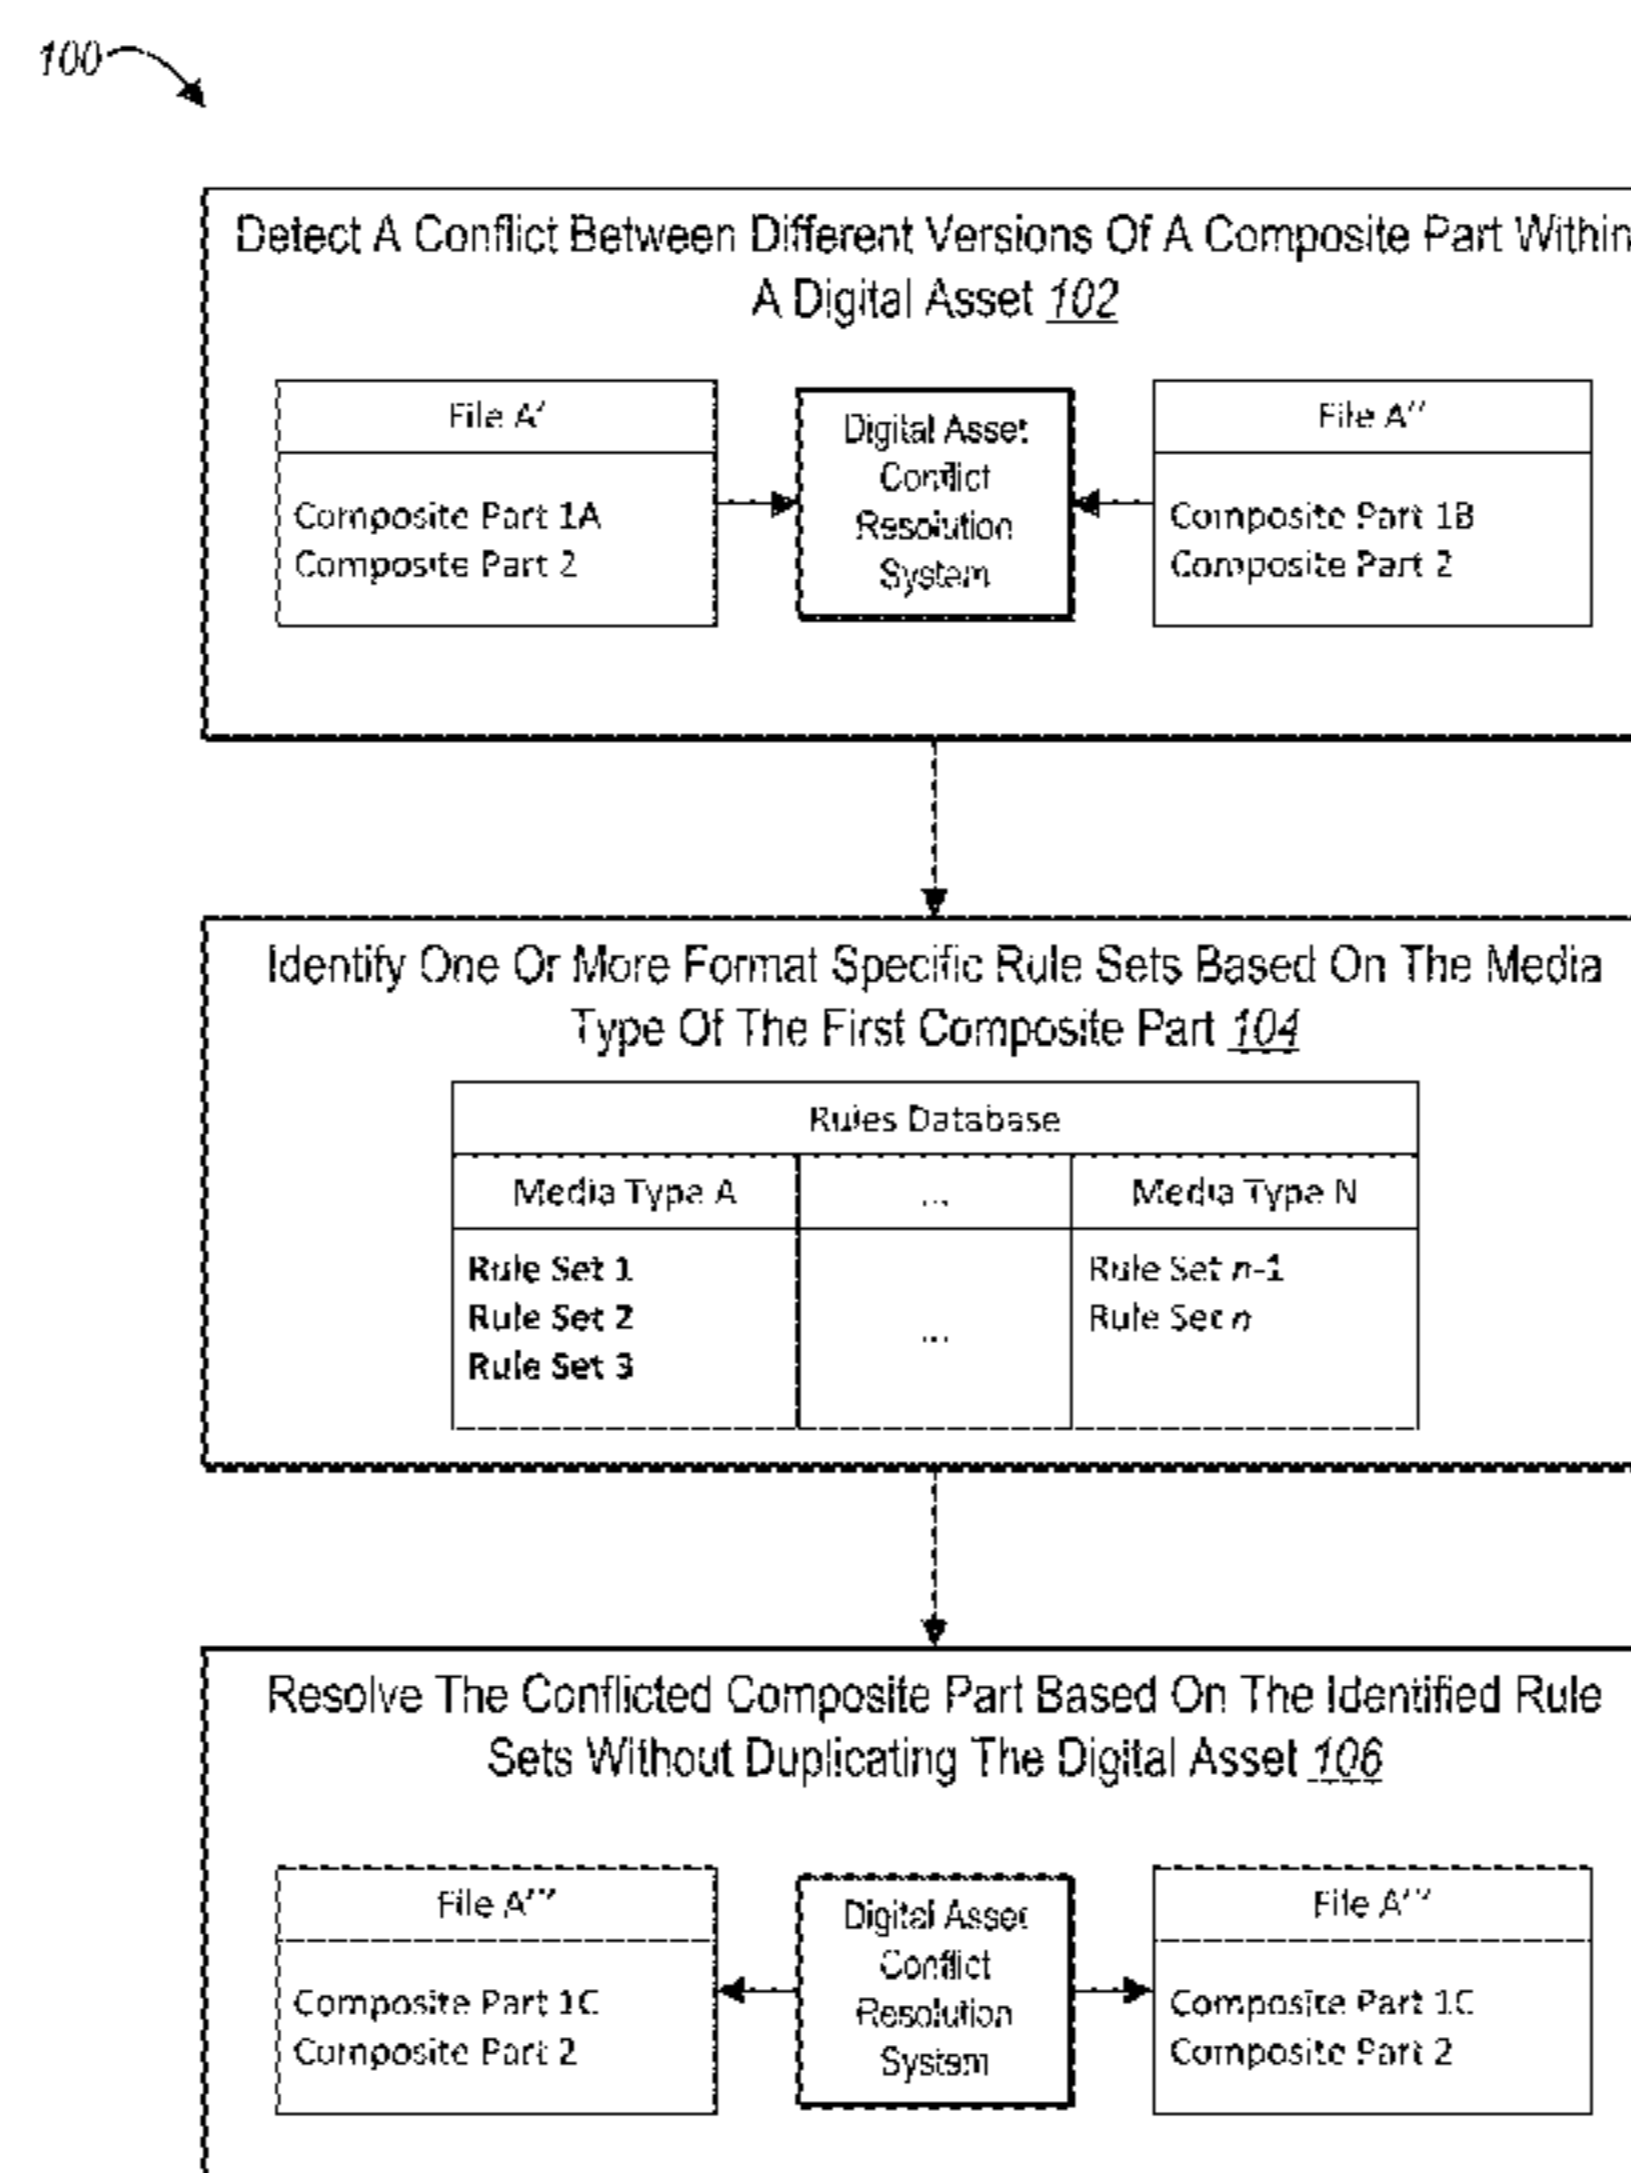 100
Detect A Conflict Between Different Versions Of A Composite Part Within
A Digital Asset 102
File A′
Composite Part 1A
Composite Part 2
Digital Asset
Conflict
Resolution
System
File A′′
Composite Part 1B
Composite Part 2
Identify One Or More Format Specific Rule Sets Based On The Media
Type Of The First Composite Part 104
Rules Database
Media Type A
...
Media Type N
Rule Set 1
Rule Set 2
Rule Set 3
...
Rule Set n-1
Rule Set n
Resolve The Conflicted Composite Part Based On The Identified Rule
Sets Without Duplicating The Digital Asset 106
File A′′′
Composite Part 1C
Composite Part 2
Digital Asset
Conflict
Resolution
System
File A′′′
Composite Part 1C
Composite Part 2